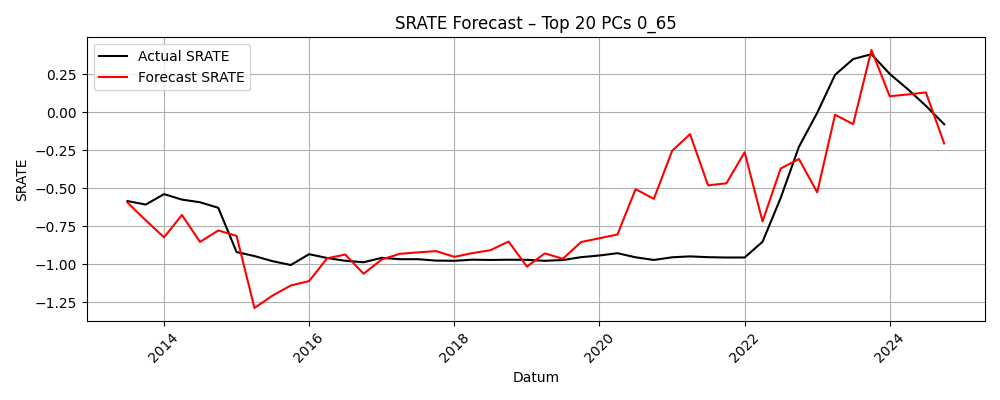 SRATE Forecast – Top 20 PCs 0_65
Actual SRATE
Forecast SRATE
0.25
0.00
−0.25
−0.50
−0.75
−1.00
−1.25
SRATE
2014
2016
2018
2020
2022
2024
Datum